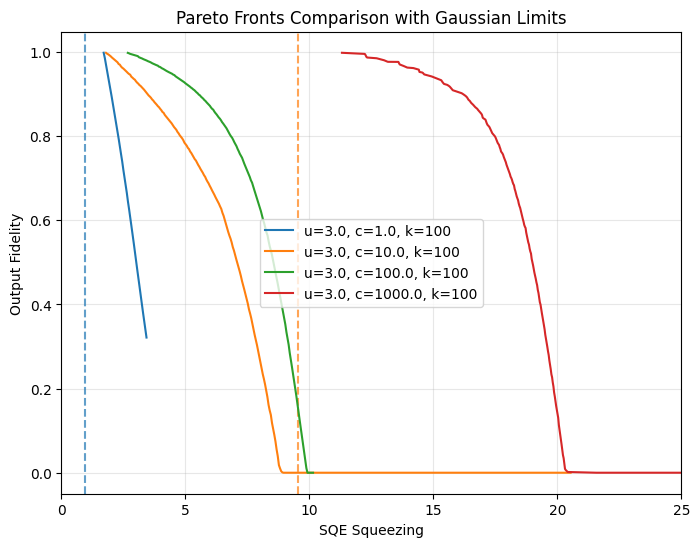 Pareto Fronts Comparison with Gaussian Limits
Output Fidelity
1.0
0.8
0.6
0.4
0.2
0.0
u=3.0, c=1.0, k=100
u=3.0, c=10.0, k=100
u=3.0, c=100.0, k=100
u=3.0, c=1000.0, k=100
0 5 10 15 20 25
SQE Squeezing